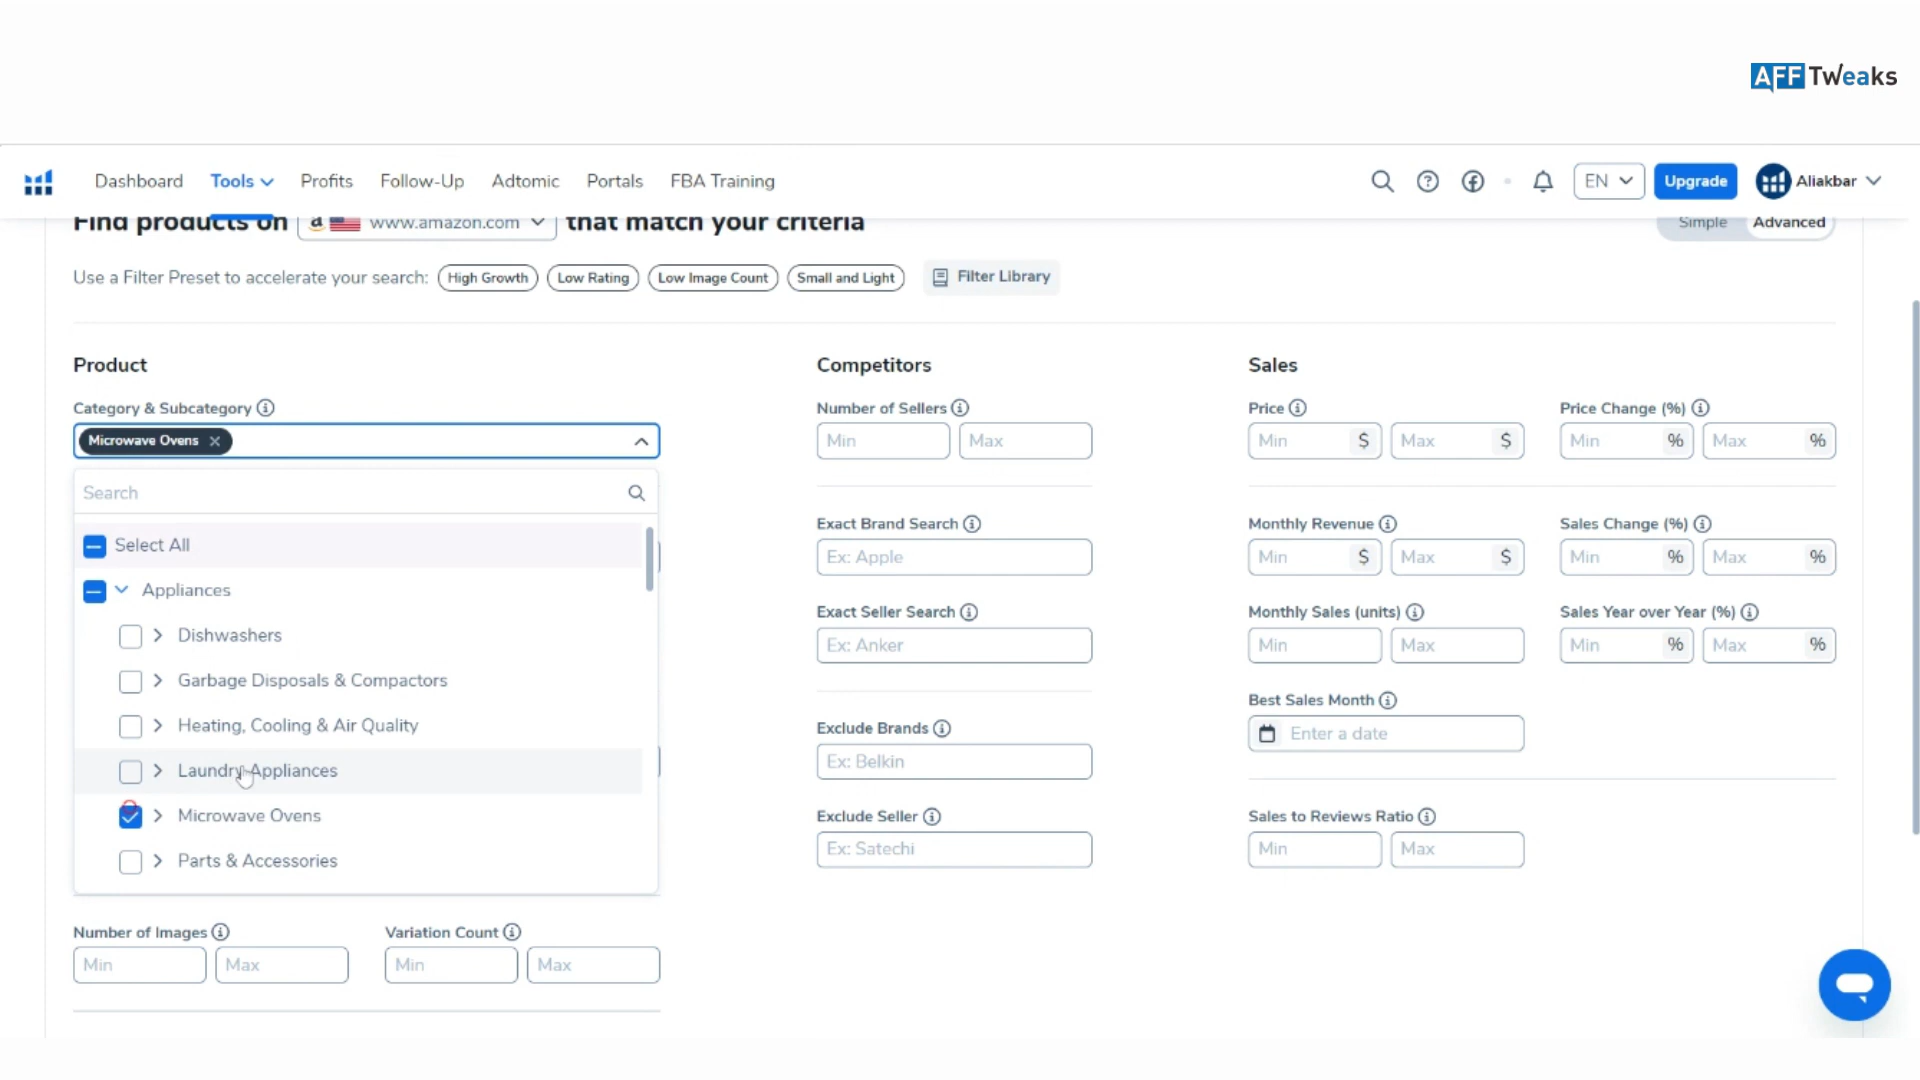 AFF Tweaks
Dashboard Tools Profits Follow-Up Adtomic Portals FBA Training EN Upgrade Aliakbar
Find products on a www.amazon.com that match your criteria Simple Advanced
Use a Filter Preset to accelerate your search: High Growth Low Rating Low Image Count Small and Light Filter Library
Product Competitors Sales
Category & Subcategory Number of Sellers Price Price Change (%)
Microwave Ovens Min Max Min $ Max $ Min % Max %
Search
Exact Brand Search Monthly Revenue Sales Change (%)
Select All Ex: Apple Min $ Max $ Min % Max %
Appliances
Exact Seller Search Monthly Sales (units) Sales Year over Year (%)
Dishwashers Ex: Anker Min Max Min % Max %
Garbage Disposals & Compactors
Best Sales Month
Heating, Cooling & Air Quality Exclude Brands Enter a date
Laundry Appliances Ex: Belkin
Microwave Ovens Exclude Seller Sales to Reviews Ratio
Parts & Accessories Ex: Satechi Min Max
Number of Images Variation Count
Min Max Min Max